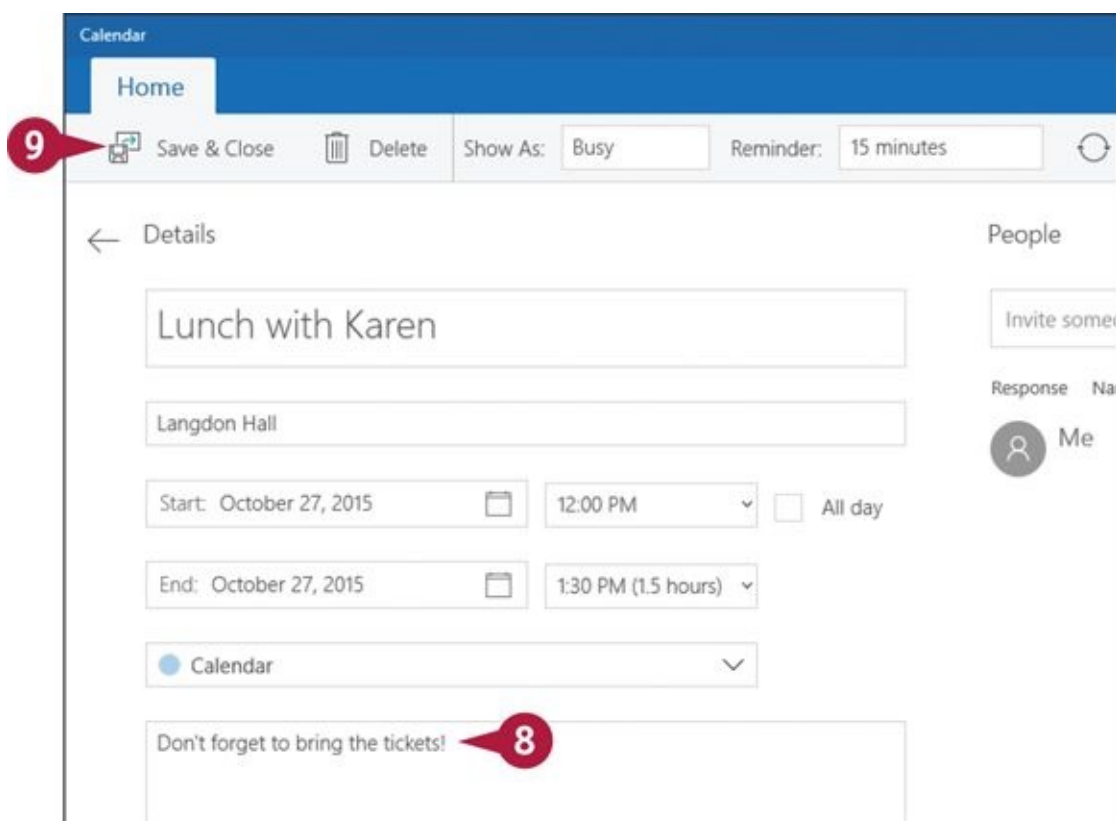 Calendar
Home
9 Save & Close Delete Show As: Busy Reminder: 15 minutes
Details People
Lunch with Karen
Invite
Langdon Hall
Response
Me
Start: October 27, 2015 12:00 PM All day
End: October 27, 2015 1:30 PM (1.5 hours)
Calendar
Don't forget to bring the tickets! 8